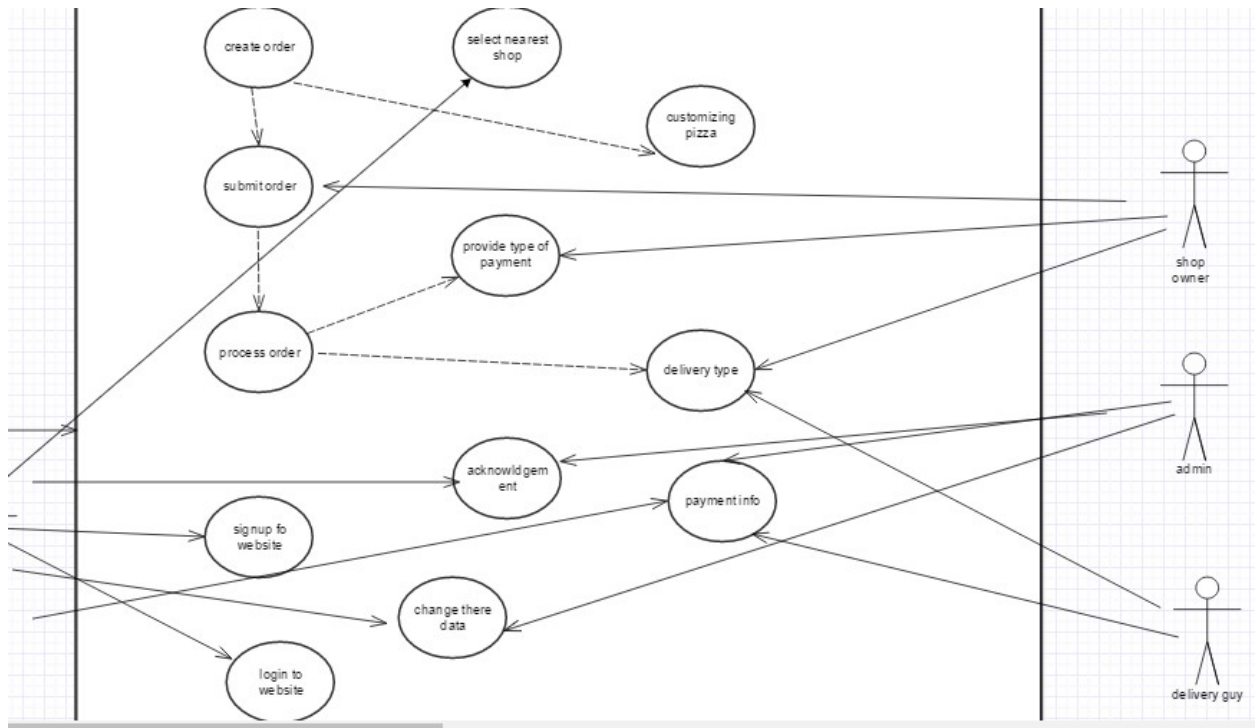 create order
select nearest
shop
customizing
pizza
submit order
provide type of
payment
shop
owner
process order
delivery type
acknowldgem
ent
admin
payment info
signup fo
website
change there
data
login to
website
delivery guy